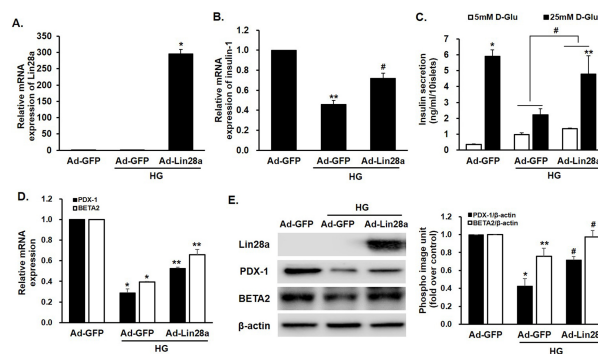 A.
Relative mRNA
expression of Lin28a
350
300
250
200
150
100
50
0
*
Ad-GFP Ad-GFP Ad-Lin28a
HG
B.
Relative mRNA
expression of insulin-1
1.2
1.0
0.8
0.6
0.4
0.2
0
**
#
Ad-GFP Ad-GFP Ad-Lin28a
HG
C.
5mM D-Glu 25mM D-Glu
Insulin secretion
(ng/ml/10islets)
7
6
5
4
3
2
1
0
*
#
**
Ad-GFP Ad-GFP Ad-Lin28a
HG
D.
PDX-1
BETA2
Relative mRNA
expression
1.2
1.0
0.8
0.6
0.4
0.2
0.0
* * ** **
Ad-GFP Ad-GFP Ad-Lin28a
HG
E.
HG
Ad-GFP Ad-GFP Ad-Lin28a
Lin28a
PDX-1
BETA2
β-actin
PDX-1/β-actin
BETA2/β-actin
Phospho image unit
(fold over control)
1.2
1.0
0.8
0.6
0.4
0.2
0.0
* ** # #
Ad-GFP Ad-GFP Ad-Lin28a
HG